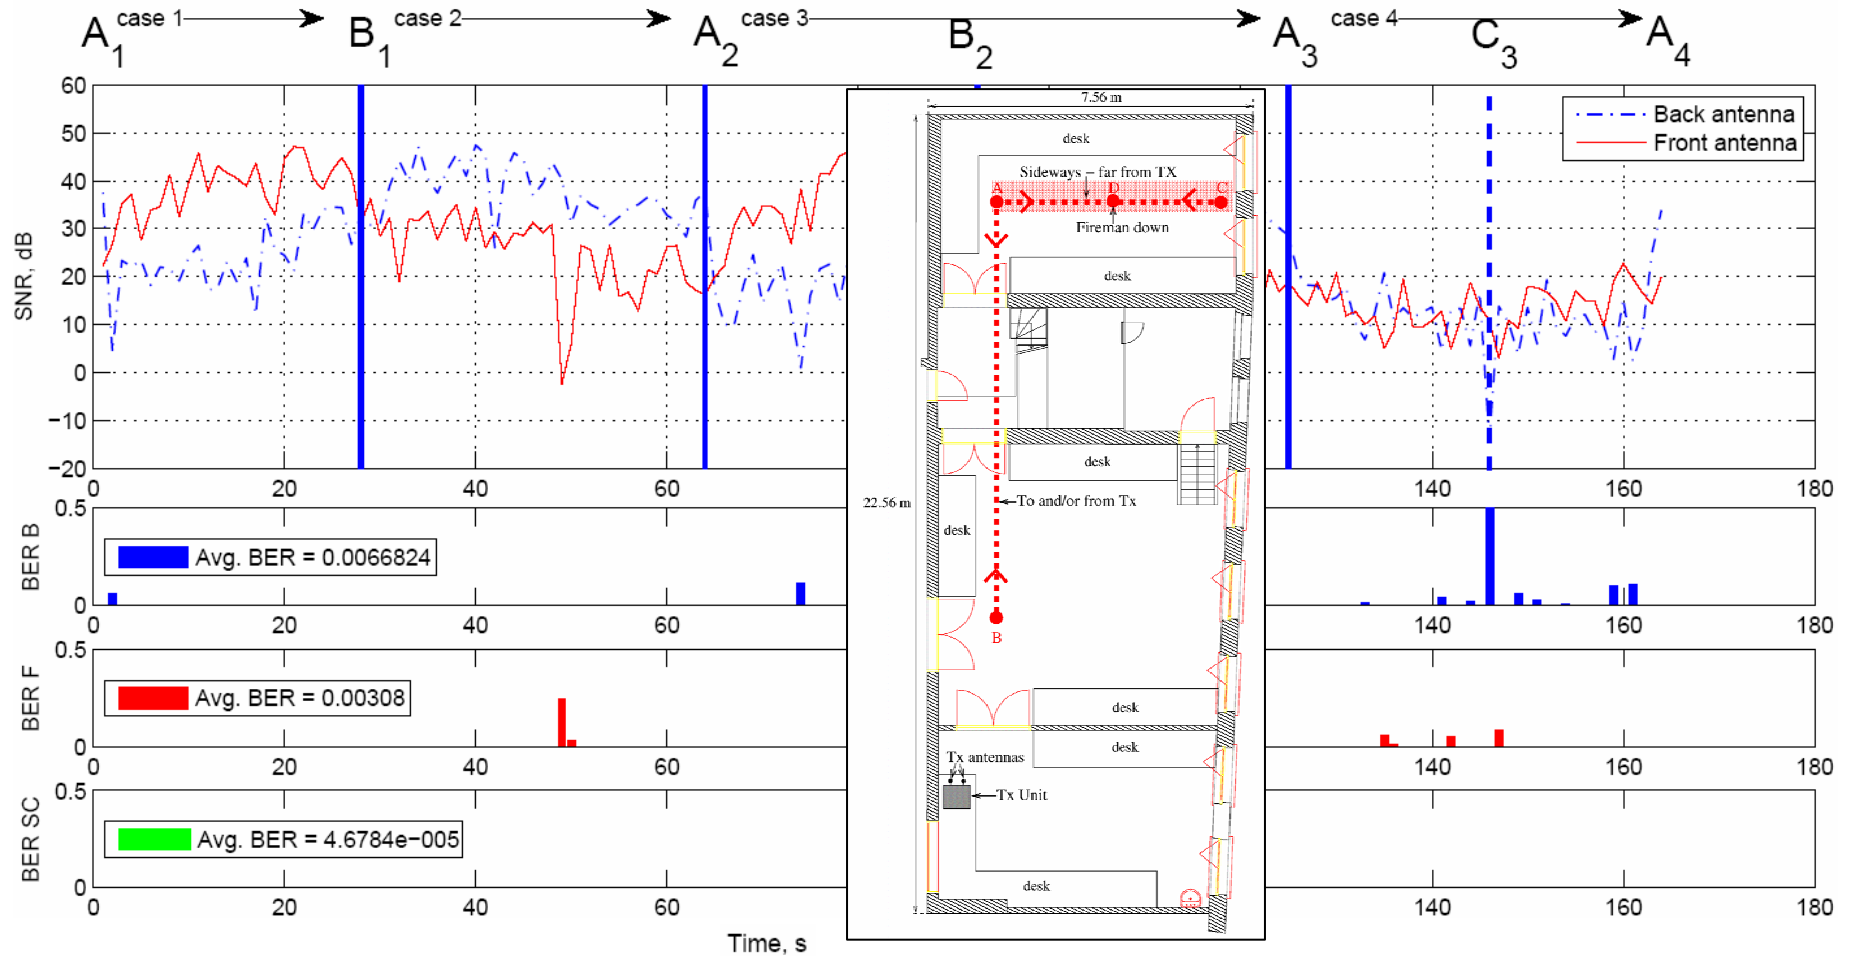 case 1 case 2 case 3 case 4
A1 B1 A2 B2 A3 C3 A4
60
50
40
30
20
10
0
−10
−20
SNR, dB
0 20 40 60 140 160 180
Back antenna
Front antenna
0.5
0
BER B
Avg. BER = 0.0066824
0 20 40 60 140 160 180
0.5
0
BER F
Avg. BER = 0.00308
0 20 40 60 140 160 180
0.5
0
BER SC
Avg. BER = 4.6784e−005
0 20 40 60 140 160 180
Time, s
7.56 m
desk
Sideways – far from TX
A D C
Fireman down
desk
desk
22.56 m
To and/or from Tx
desk
B
desk
desk
Tx antennas
Tx Unit
desk